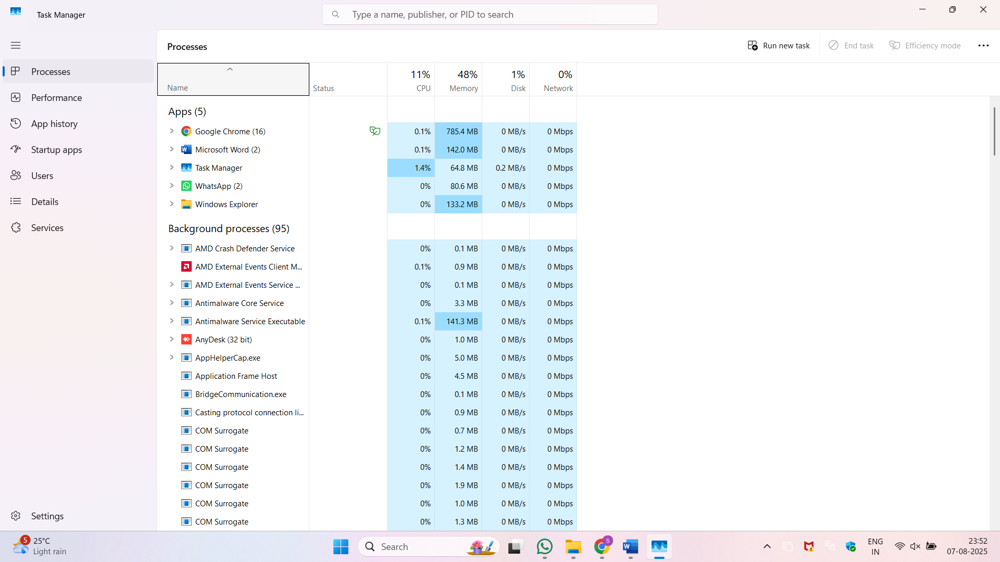 Task Manager
Type a name, publisher, or PID to search
Processes
Performance
App history
Startup apps
Users
Details
Services
Settings
Processes
Run new task
End task
Efficiency mode
Name
Status
11% CPU
48% Memory
1% Disk
0% Network
Apps (5)
Google Chrome (16) 0.1% 785.4 MB 0 MB/s 0 Mbps
Microsoft Word (2) 0.1% 142.0 MB 0 MB/s 0 Mbps
Task Manager 1.4% 64.8 MB 0.2 MB/s 0 Mbps
WhatsApp (2) 0% 80.6 MB 0 MB/s 0 Mbps
Windows Explorer 0% 133.2 MB 0 MB/s 0 Mbps
Background processes (95)
AMD Crash Defender Service 0% 0.1 MB 0 MB/s 0 Mbps
AMD External Events Client M... 0.1% 0.9 MB 0 MB/s 0 Mbps
AMD External Events Service ... 0% 0.1 MB 0 MB/s 0 Mbps
Antimalware Core Service 0% 3.3 MB 0 MB/s 0 Mbps
Antimalware Service Executable 0.1% 141.3 MB 0 MB/s 0 Mbps
AnyDesk (32 bit) 0% 1.0 MB 0 MB/s 0 Mbps
AppHelperCap.exe 0% 5.0 MB 0 MB/s 0 Mbps
Application Frame Host 0% 4.5 MB 0 MB/s 0 Mbps
BridgeCommunication.exe 0% 0.1 MB 0 MB/s 0 Mbps
Casting protocol connection li... 0% 0.9 MB 0 MB/s 0 Mbps
COM Surrogate 0% 0.7 MB 0 MB/s 0 Mbps
COM Surrogate 0% 1.2 MB 0 MB/s 0 Mbps
COM Surrogate 0% 1.4 MB 0 MB/s 0 Mbps
COM Surrogate 0% 1.9 MB 0 MB/s 0 Mbps
COM Surrogate 0% 1.0 MB 0 MB/s 0 Mbps
COM Surrogate 0% 1.3 MB 0 MB/s 0 Mbps
5
25°C
Light rain
Search
S
ENG
IN
23:52
07-08-2025